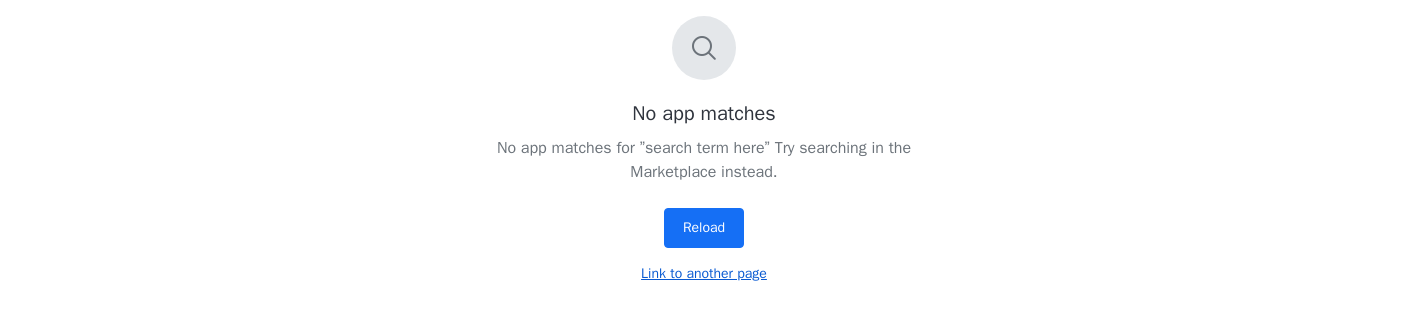 No app matches
No app matches for ”search term here” Try searching in the
Marketplace instead.
Reload
Link to another page